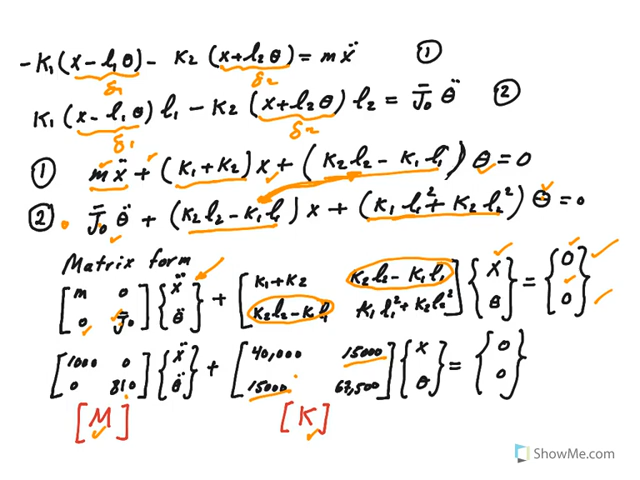 -K₁(x-l₁θ) - K₂(x+l₂θ) = mẍ ①
δ₁ δ₂
K₁(x-l₁θ)l₁ - K₂(x+l₂θ)l₂ = J̄₀ θ̈ ②
δ₁ δ₂
① mẍ + (K₁+K₂)x + (K₂l₂-K₁l₁)θ=0
② J̄₀ θ̈ + (K₂l₂-K₁l₁)x + (K₁l₁²+K₂l₂²)θ=0
Matrix form
[m 0; 0 J̄₀]{ẍ; θ̈} + [K₁+K₂ K₂l₂-K₁l₁; K₂l₂-K₁l₁ K₁l₁²+K₂l₂²]{x; θ} = {0; 0}
[1000 0; 0 810]{ẍ; θ̈} + [40,000 15000; 15000 67,500]{x; θ} = {0; 0}
[M] [K]
ShowMe.com